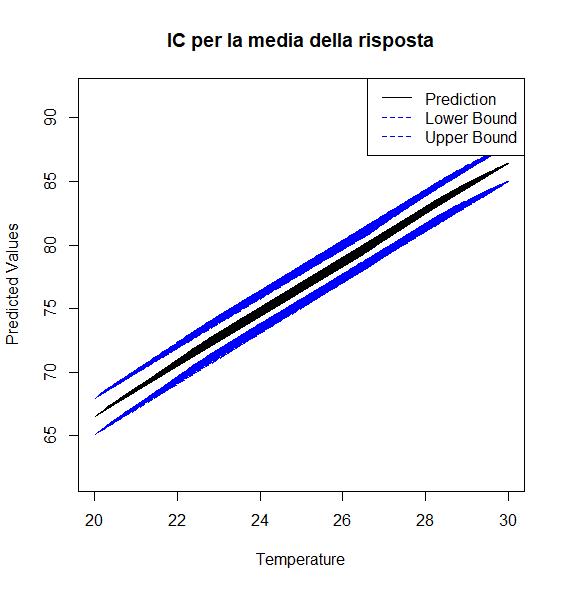 IC per la media della risposta
Prediction
Lower Bound
Upper Bound
Predicted Values
90
85
80
75
70
65
20 22 24 26 28 30
Temperature